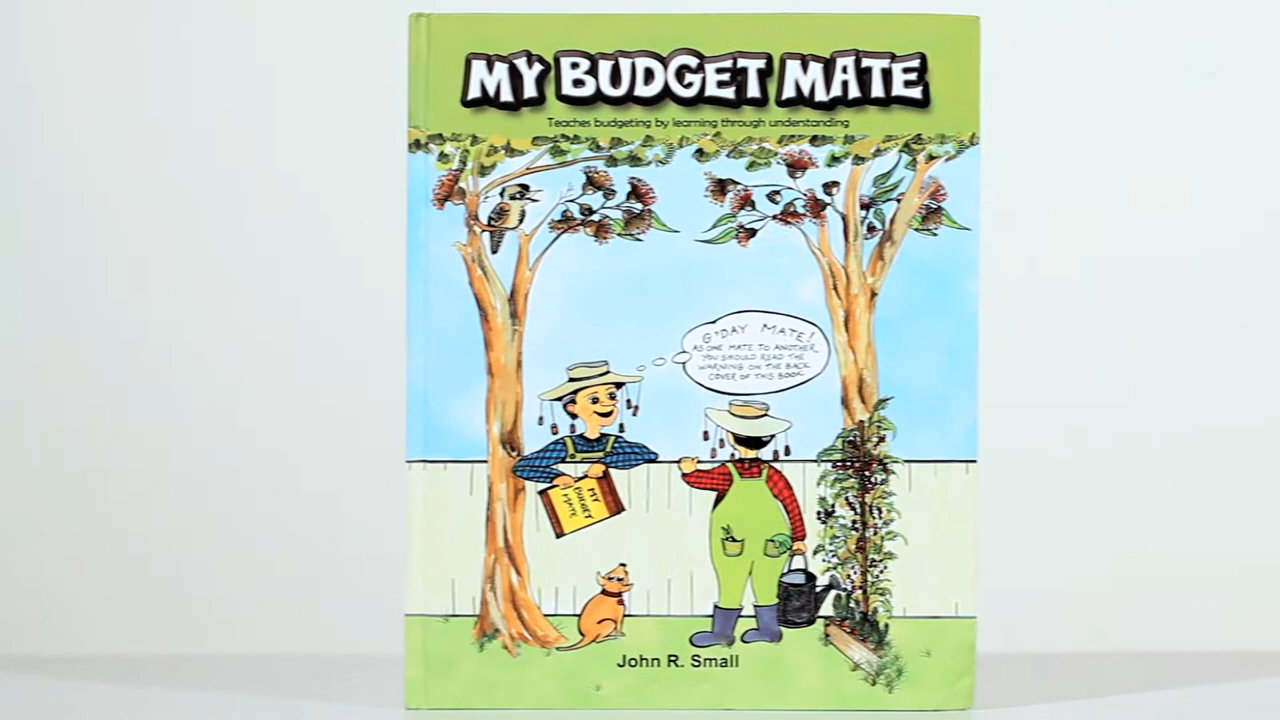 MY BUDGET MATE
Teaches budgeting by learning through understanding
G'DAY MATE!
AS ONE MATE TO ANOTHER
YOU SHOULD READ THE
WARNING ON THE BACK
COVER OF THIS BOOK
MY
BUDGET
MATE
John R. Small